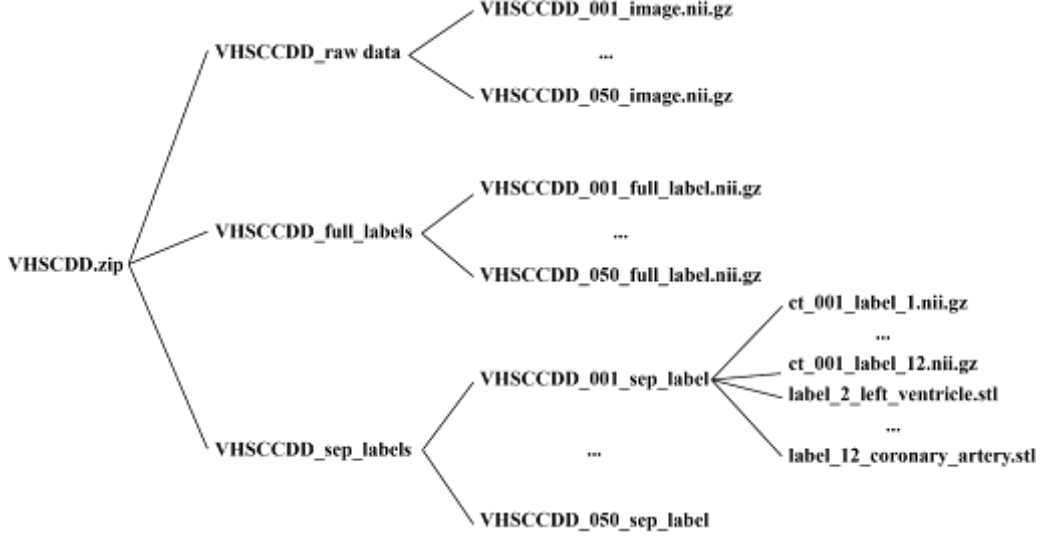 VHSCCDD_001_image.nii.gz
VHSCCDD_raw data
...
VHSCCDD_050_image.nii.gz
VHSCCDD_001_full_label.nii.gz
VHSCCDD_full_labels
...
VHSCDD.zip
VHSCCDD_050_full_label.nii.gz
ct_001_label_1.nii.gz
...
ct_001_label_12.nii.gz
VHSCCDD_001_sep_label
label_2_left_ventricle.stl
...
VHSCCDD_sep_labels
...
label_12_coronary_artery.stl
VHSCCDD_050_sep_label